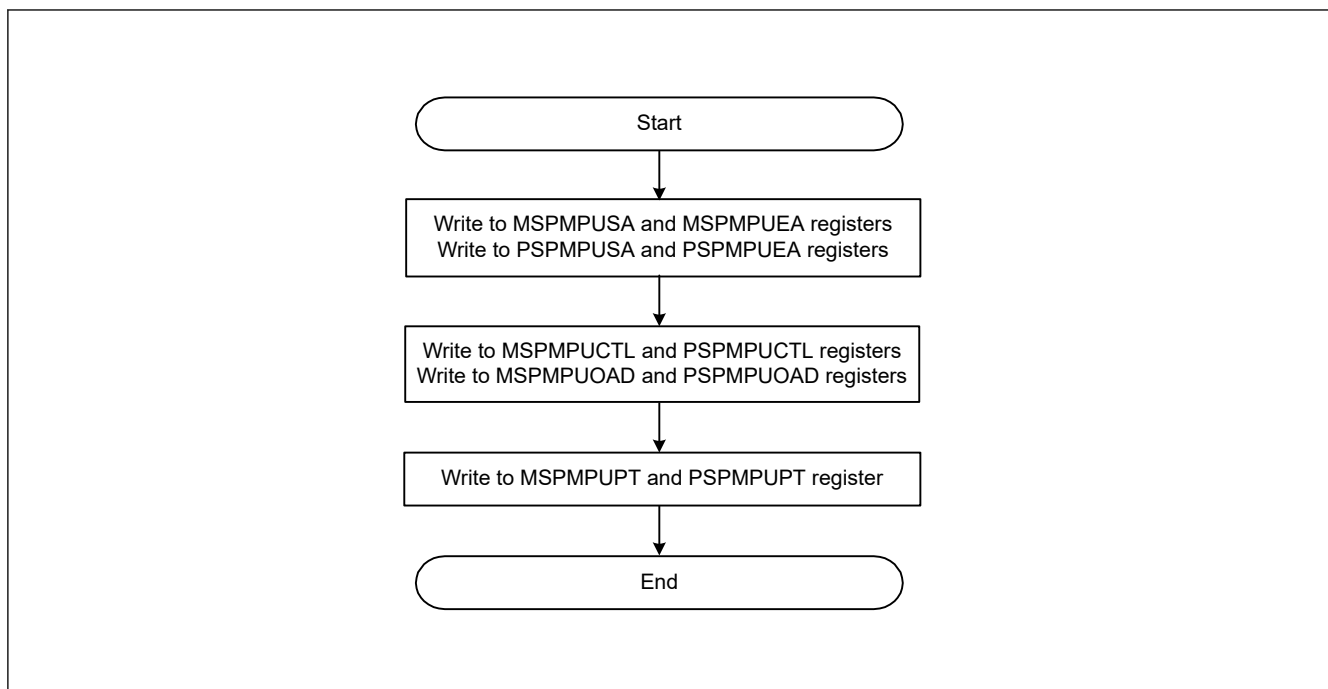 Start
Write to MSPMPUSA and MSPMPUEA registers
Write to PSPMPUSA and PSPMPUEA registers
Write to MSPMPUCTL and PSPMPUCTL registers
Write to MSPMPUOAD and PSPMPUOAD registers
Write to MSPMPUPT and PSPMPUPT register
End